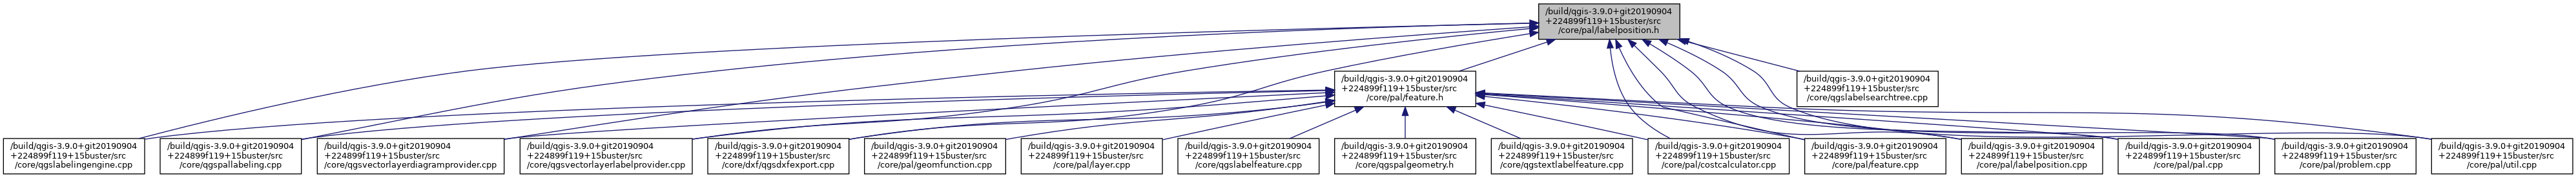 /build/qgis-3.9.0+git20190904
+224899f119+15buster/src
/core/pal/labelposition.h
/build/qgis-3.9.0+git20190904
+224899f119+15buster/src
/core/pal/feature.h
/build/qgis-3.9.0+git20190904
+224899f119+15buster/src
/core/qgslabelsearchtree.cpp
/build/qgis-3.9.0+git20190904
+224899f119+15buster/src
/core/qgslabelingengine.cpp
/build/qgis-3.9.0+git20190904
+224899f119+15buster/src
/core/qgspallabeling.cpp
/build/qgis-3.9.0+git20190904
+224899f119+15buster/src
/core/qgsvectorlayerdiagramprovider.cpp
/build/qgis-3.9.0+git20190904
+224899f119+15buster/src
/core/qgsvectorlayerlabelprovider.cpp
/build/qgis-3.9.0+git20190904
+224899f119+15buster/src
/core/dxf/qgsdxfexport.cpp
/build/qgis-3.9.0+git20190904
+224899f119+15buster/src
/core/pal/geomfunction.cpp
/build/qgis-3.9.0+git20190904
+224899f119+15buster/src
/core/pal/layer.cpp
/build/qgis-3.9.0+git20190904
+224899f119+15buster/src
/core/qgslabelfeature.cpp
/build/qgis-3.9.0+git20190904
+224899f119+15buster/src
/core/qgspalgeometry.h
/build/qgis-3.9.0+git20190904
+224899f119+15buster/src
/core/qgstextlabelfeature.cpp
/build/qgis-3.9.0+git20190904
+224899f119+15buster/src
/core/pal/costcalculator.cpp
/build/qgis-3.9.0+git20190904
+224899f119+15buster/src
/core/pal/feature.cpp
/build/qgis-3.9.0+git20190904
+224899f119+15buster/src
/core/pal/labelposition.cpp
/build/qgis-3.9.0+git20190904
+224899f119+15buster/src
/core/pal/pal.cpp
/build/qgis-3.9.0+git20190904
+224899f119+15buster/src
/core/pal/problem.cpp
/build/qgis-3.9.0+git20190904
+224899f119+15buster/src
/core/pal/util.cpp